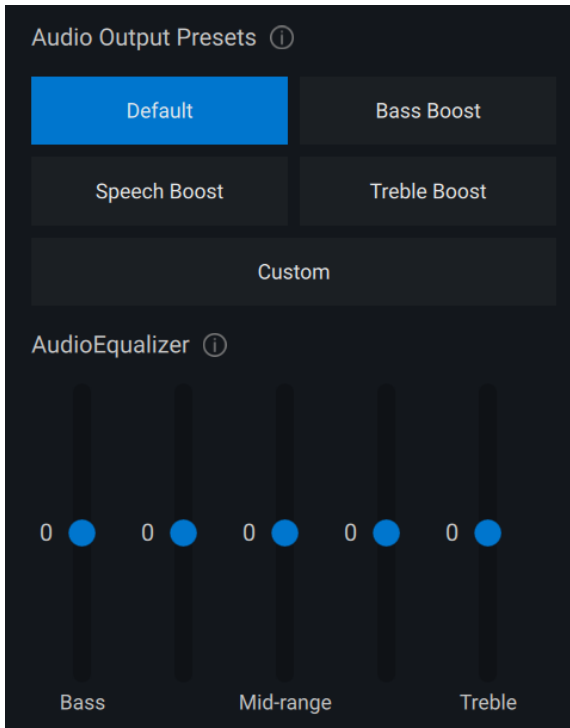 Audio Output Presets
Default
Bass Boost
Speech Boost
Treble Boost
Custom
AudioEqualizer
0 0 0 0 0
Bass Mid-range Treble